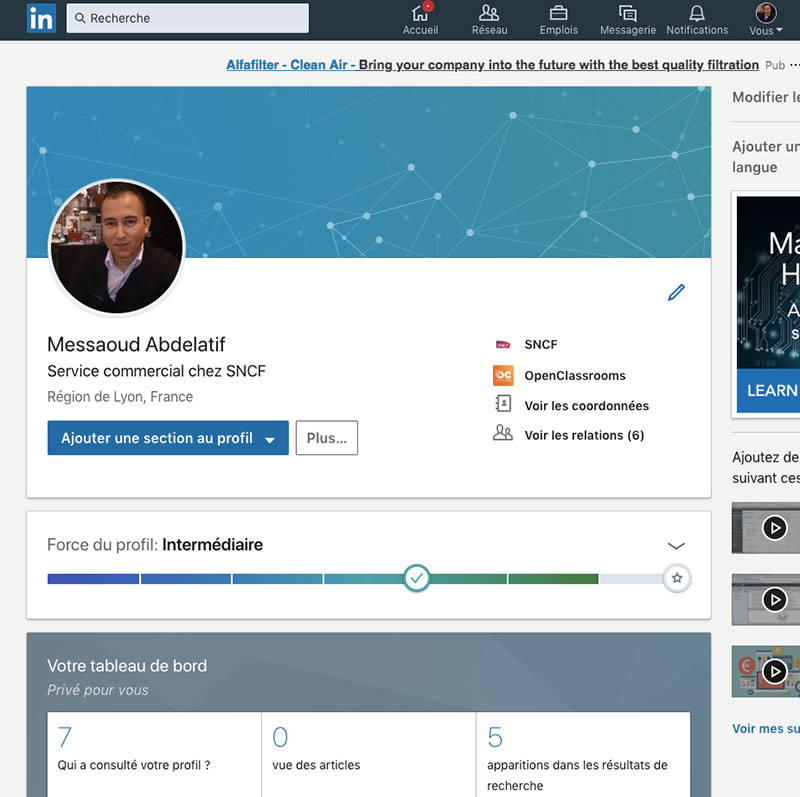 in
Recherche
Accueil
Réseau
Emplois
Messagerie
Notifications
Vous
Alfafilter - Clean Air - Bring your company into the future with the best quality filtration Pub
Modifier le
Ajouter un
langue
Ma
H
A
s
LEARN
Messaoud Abdelatif
Service commercial chez SNCF
Région de Lyon, France
Ajouter une section au profil
Plus...
SNCF
OC OpenClassrooms
Voir les coordonnées
Voir les relations (6)
Ajoutez de
suivant ces
Force du profil: Intermédiaire
Votre tableau de bord
Privé pour vous
7
Qui a consulté votre profil ?
0
vue des articles
5
apparitions dans les résultats de
recherche
Voir mes su